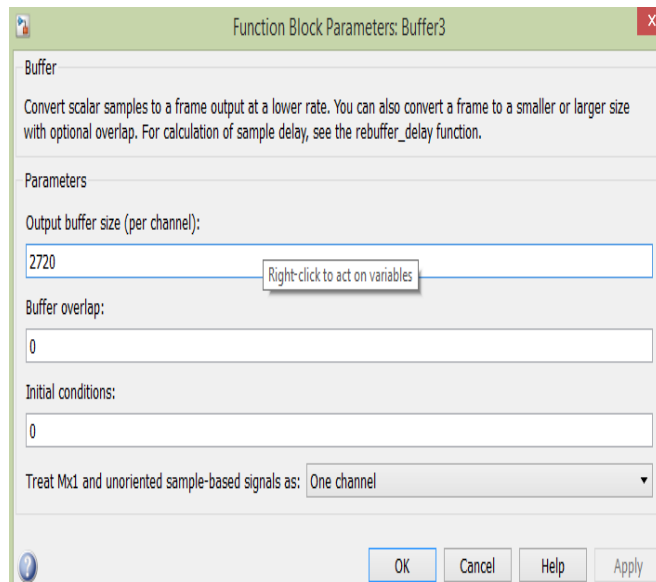 Function Block Parameters: Buffer3
x
Buffer
Convert scalar samples to a frame output at a lower rate. You can also convert a frame to a smaller or larger size
with optional overlap. For calculation of sample delay, see the rebuffer_delay function.
Parameters
Output buffer size (per channel):
2720
Right-click to act on variables
Buffer overlap:
0
Initial conditions:
0
Treat Mx1 and unoriented sample-based signals as: One channel
?
OK Cancel Help Apply